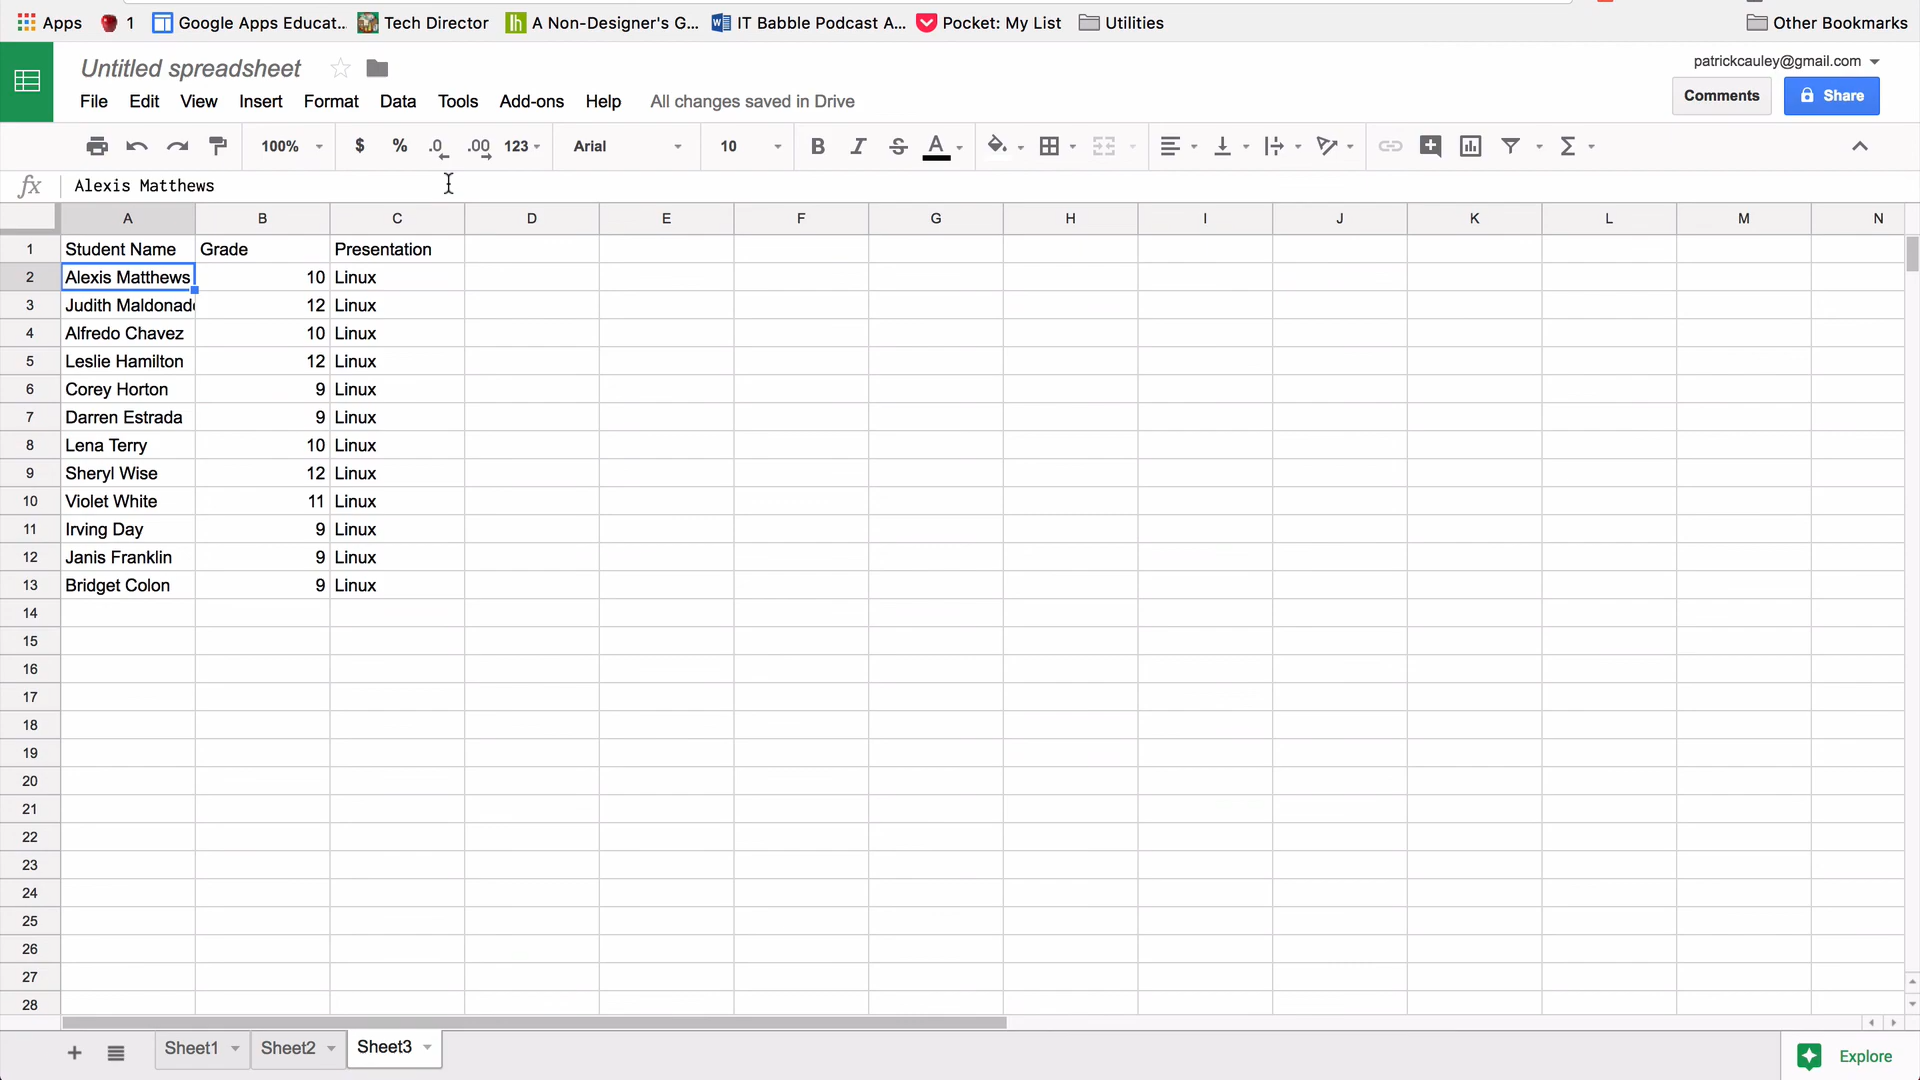 Apps 1 Google Apps Educat... Tech Director A Non-Designer's G... IT Babble Podcast A... Pocket: My List Utilities Other Bookmarks
Untitled spreadsheet patrickcauley@gmail.com
File Edit View Insert Format Data Tools Add-ons Help All changes saved in Drive Comments Share
100% $ % .0 .00 123 Arial 10 B I S A Σ
fx Alexis Matthews
A B C D E F G H I J K L M N
1 Student Name Grade Presentation
2 Alexis Matthews 10 Linux
3 Judith Maldonad 12 Linux
4 Alfredo Chavez 10 Linux
5 Leslie Hamilton 12 Linux
6 Corey Horton 9 Linux
7 Darren Estrada 9 Linux
8 Lena Terry 10 Linux
9 Sheryl Wise 12 Linux
10 Violet White 11 Linux
11 Irving Day 9 Linux
12 Janis Franklin 9 Linux
13 Bridget Colon 9 Linux
14
15
16
17
18
19
20
21
22
23
24
25
26
27
28
Sheet1 Sheet2 Sheet3 Explore